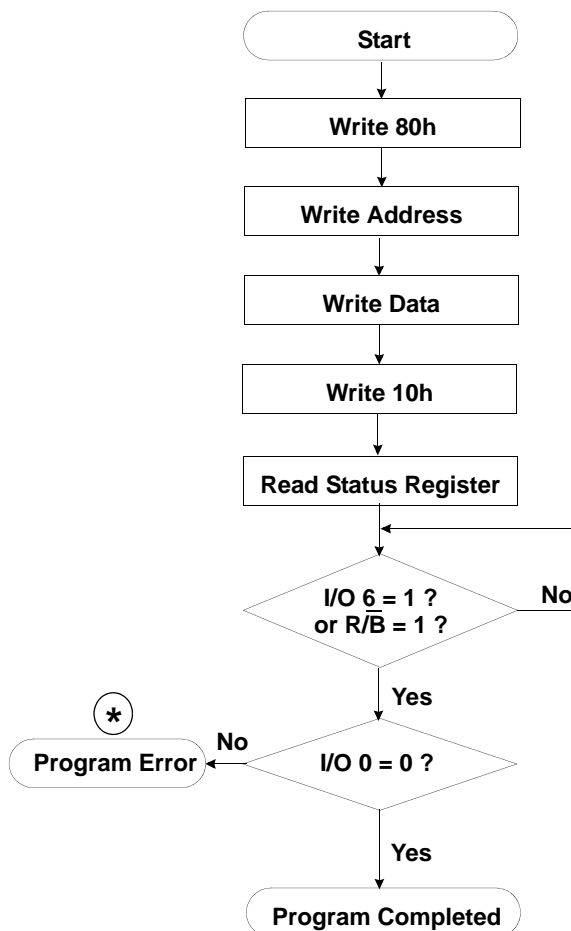 Start
Write 80h
Write Address
Write Data
Write 10h
Read Status Register
I/O 6 = 1 ?
or R/B̅ = 1 ?
No
Yes
*
No
Program Error
I/O 0 = 0 ?
Yes
Program Completed